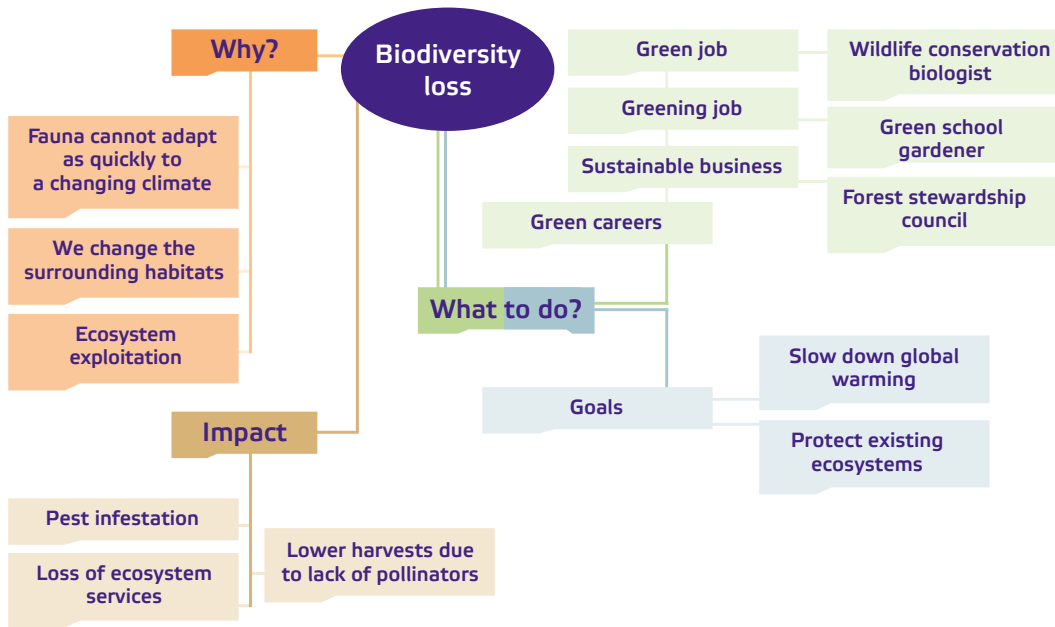 Biodiversity
loss
Why?
Fauna cannot adapt
as quickly to
a changing climate
We change the
surrounding habitats
Ecosystem
exploitation
Impact
Pest infestation
Loss of ecosystem
services
Lower harvests due
to lack of pollinators
What to do?
Green careers
Green job
Wildlife conservation
biologist
Greening job
Green school
gardener
Sustainable business
Forest stewardship
council
Goals
Slow down global
warming
Protect existing
ecosystems